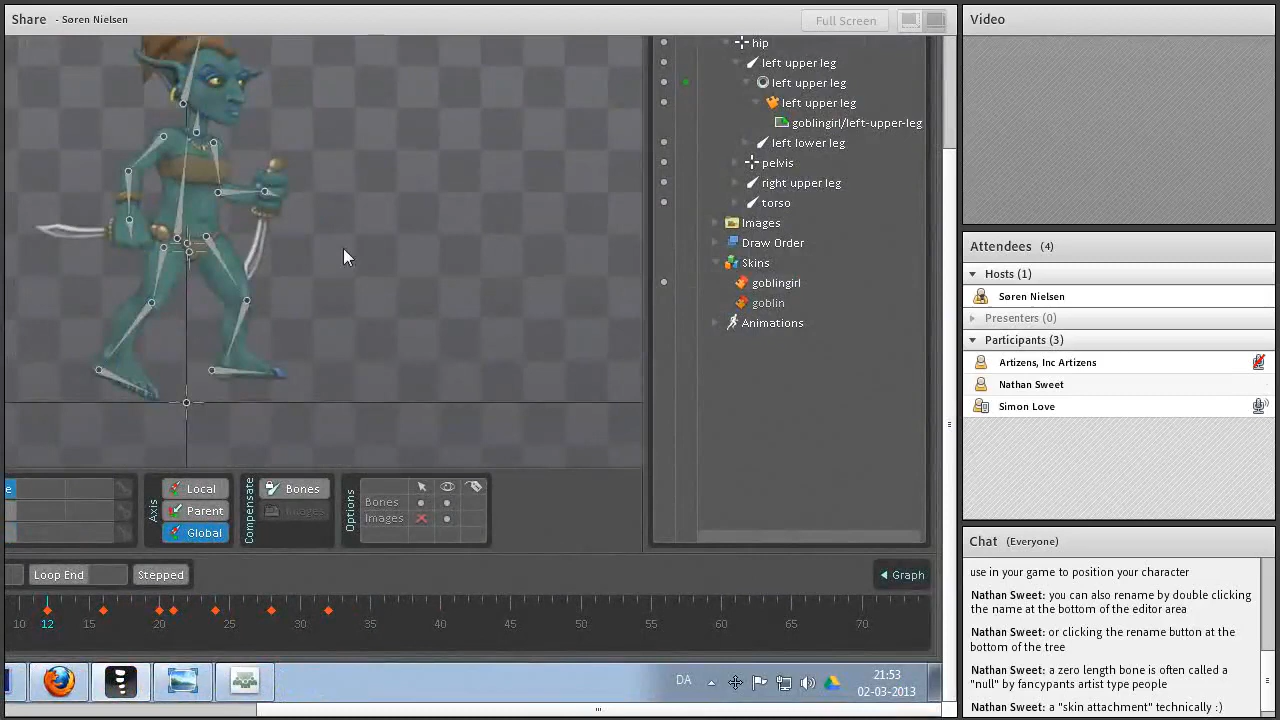 Share - Søren Nielsen
Full Screen
hip
left upper leg
left upper leg
left upper leg
goblingirl/left-upper-leg
left lower leg
pelvis
right upper leg
torso
Images
Draw Order
Skins
goblingirl
goblin
Animations
Axis
Local
Parent
Global
Compensate
Bones
Images
Options
Bones
Images
Loop End
Stepped
Graph
10 12 15 20 25 30 35 40 45 50 55 60 65 70
DA
21:53
02-03-2013
Video
Attendees (4)
Hosts (1)
Søren Nielsen
Presenters (0)
Participants (3)
Artizens, Inc Artizens
Nathan Sweet
Simon Love
Chat (Everyone)
use in your game to position your character
Nathan Sweet: you can also rename by double clicking
the name at the bottom of the editor area
Nathan Sweet: or clicking the rename button at the
bottom of the tree
Nathan Sweet: a zero length bone is often called a
"null" by fancypants artist type people
Nathan Sweet: a "skin attachment" technically :)